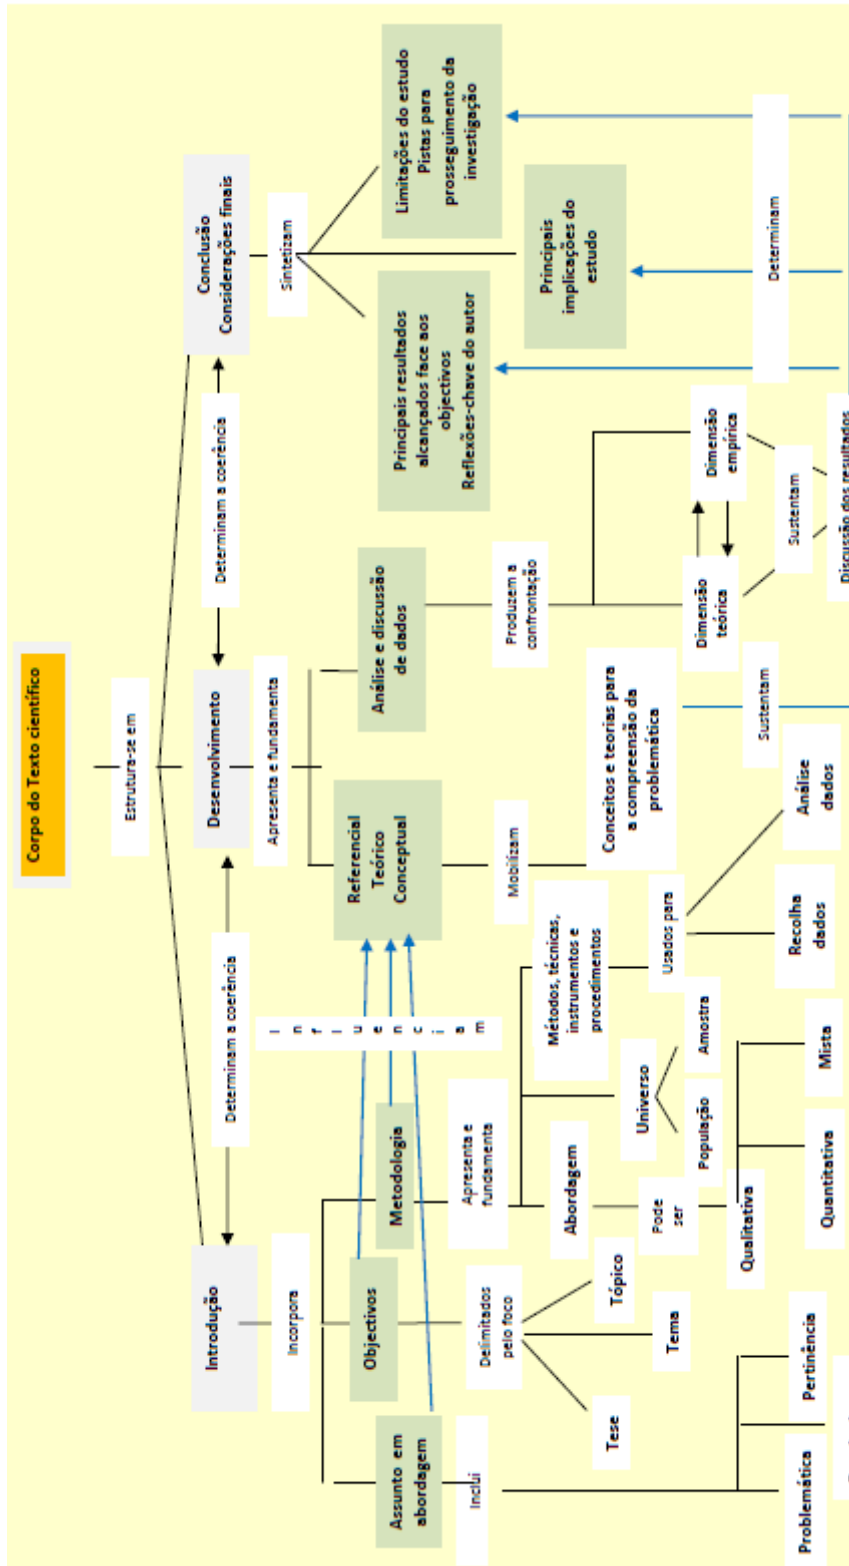 Corpo do Texto científico
Estrutura-se em
Introdução
Determinam a coerência
Desenvolvimento
Determinam a coerência
Conclusão
Considerações finais
Incorpora
Apresenta e fundamenta
Sintetizam
Assunto em
abordagem
Objectivos
Metodologia
I
n
f
l
u
e
n
c
i
a
m
Referencial
Teórico
Conceptual
Análise e discussão
de dados
Principais resultados
alcançados face aos
objectivos
Reflexões-chave do autor
Principais
implicações do
estudo
Limitações do estudo
Pistas para
prosseguimento da
investigação
Inclui
Delimitados
pelo foco
Apresenta e
fundamenta
Mobilizam
Produzem a
confrontação
Tese
Tema
Tópico
Abordagem
Universo
Métodos, técnicas,
instrumentos e
procedimentos
Conceitos e teorias para
a compreensão da
problemática
Dimensão
teórica
Dimensão
empírica
Pode
ser
População
Amostra
Usados para
Sustentam
Sustentam
Determinam
Problemática
Pertinência
Qualitativa
Quantitativa
Mista
Recolha
dados
Análise
dados
Discussão dos resultados